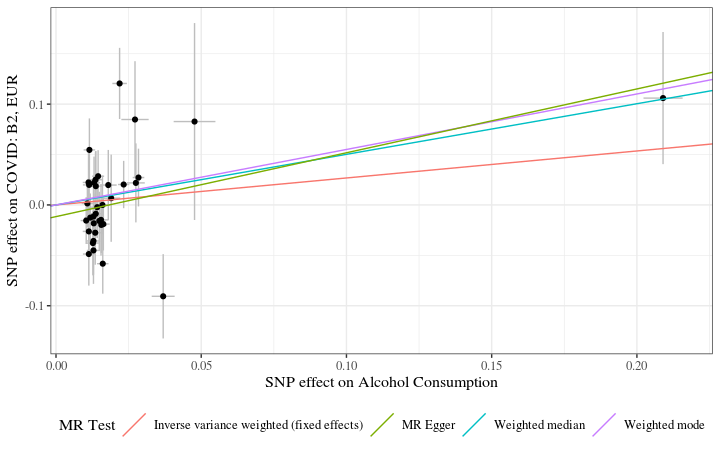 SNP effect on COVID: B2, EUR
0.1
0.0
-0.1
0.00 0.05 0.10 0.15 0.20
SNP effect on Alcohol Consumption
MR Test Inverse variance weighted (fixed effects) MR Egger Weighted median Weighted mode